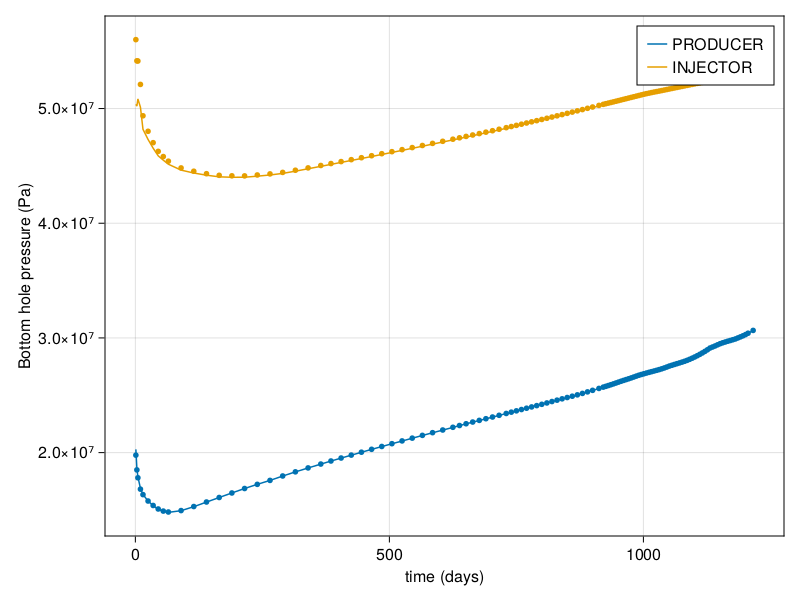 PRODUCER
INJECTOR
5.0×10⁷
4.0×10⁷
3.0×10⁷
2.0×10⁷
Bottom hole pressure (Pa)
0
500
1000
time (days)